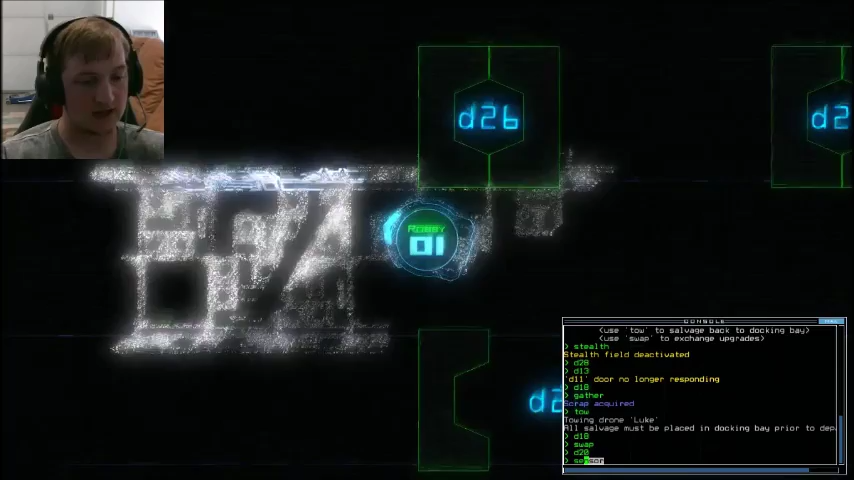 d26
d2
ROBBY
01
d2
CONSOLE
(use 'tow' to salvage back to docking bay)
(use 'swap' to exchange upgrades)
> stealth
Stealth field deactivated
> d20
> d13
'd11' door no longer responding
> d18
> gather
Scrap acquired
> tow
Towing drone 'Luke'
All salvage must be placed in docking bay prior to dep
> d18
> swap
> d20
> sensor